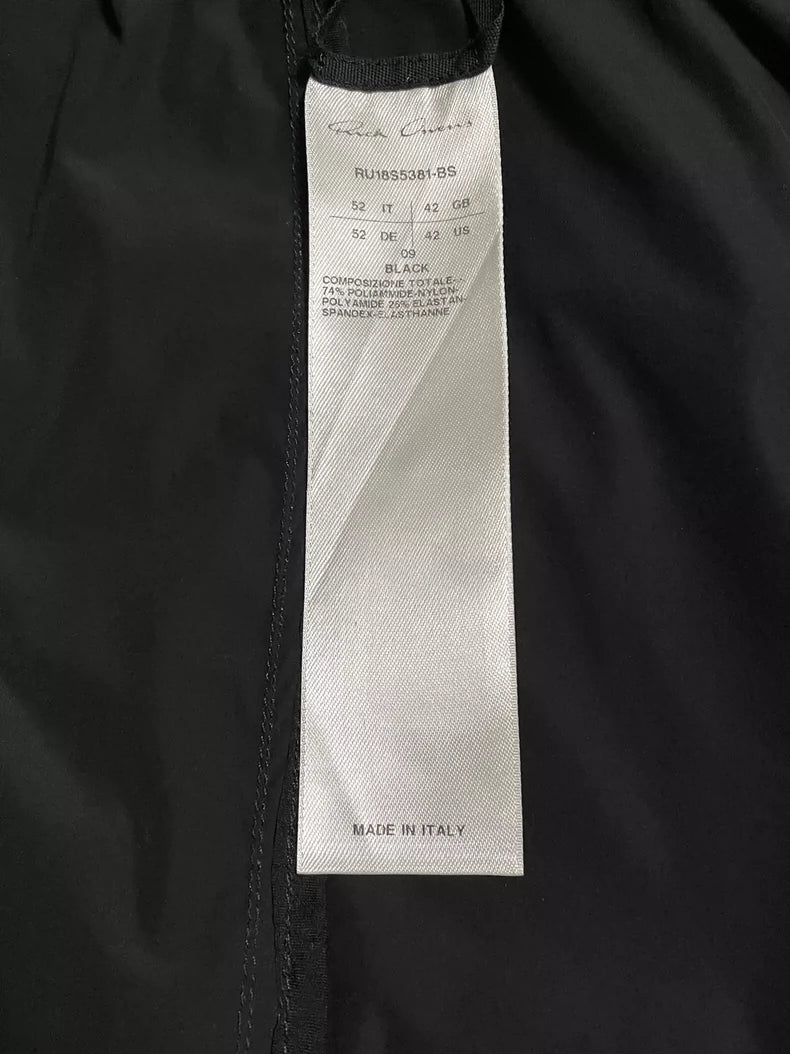 Rick Owens
RU18S5381-BS
52 IT 42 GB
52 DE 42 US
09
BLACK
COMPOSIZIONE TOTALE--
74% POLIAMMIDE-NYLON-
POLYAMIDE 26% ELASTAN-
SPANDEX-ELASTHANNE
MADE IN ITALY